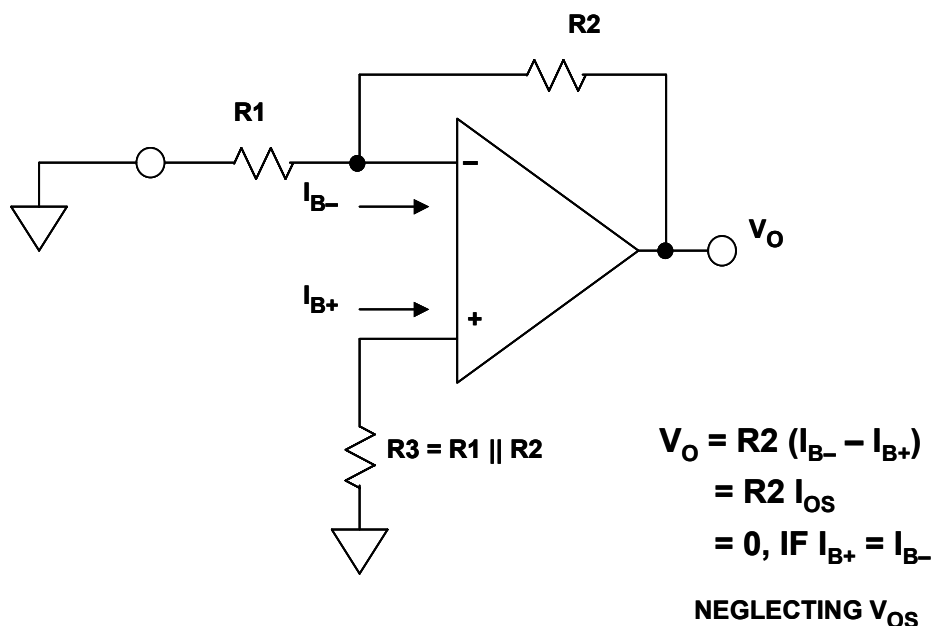 R2
R1
−
I_B−
V_O
I_B+
+
R3 = R1 || R2
V_O = R2 (I_B− − I_B+)
= R2 I_OS
= 0, IF I_B+ = I_B−
NEGLECTING V_OS